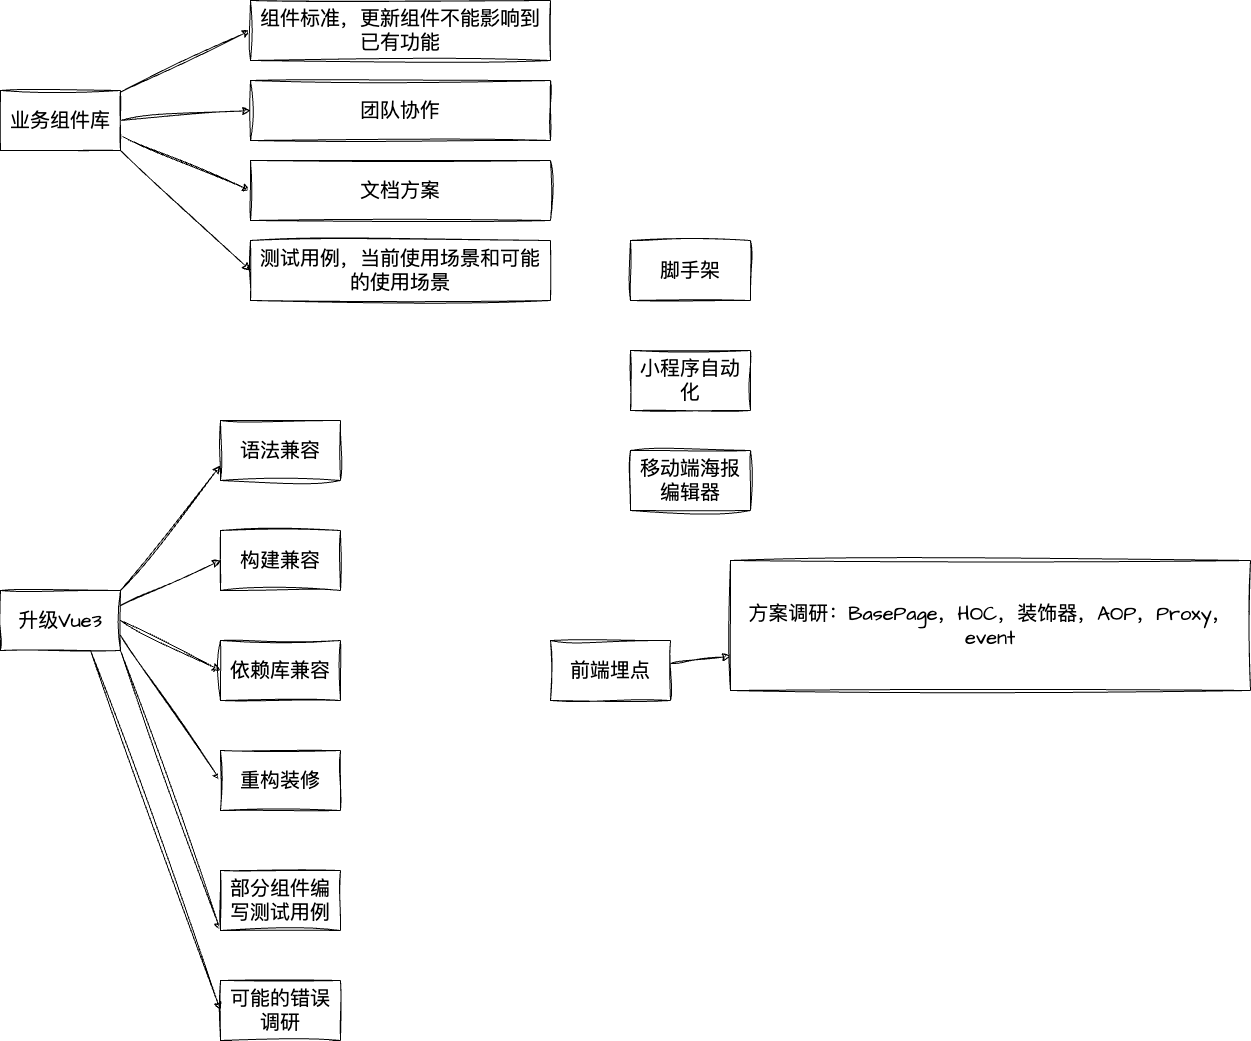 组件标准，更新组件不能影响到
已有功能
业务组件库
团队协作
文档方案
测试用例，当前使用场景和可能
的使用场景
脚手架
小程序自动
化
移动端海报
编辑器
语法兼容
构建兼容
升级Vue3
依赖库兼容
重构装修
部分组件编
写测试用例
可能的错误
调研
前端埋点
方案调研：BasePage，HOC，装饰器，AOP，Proxy，
event